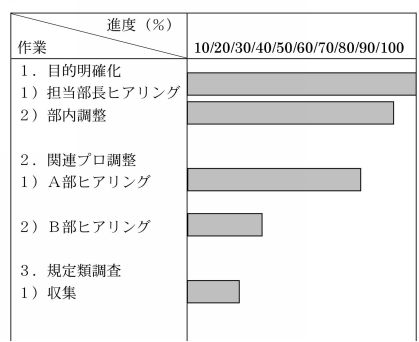 進度（%）
作業
10/20/30/40/50/60/70/80/90/100
1．目的明確化
1）担当部長ヒアリング
2）部内調整
2．関連プロ調整
1）A部ヒアリング
2）B部ヒアリング
3．規定類調査
1）収集